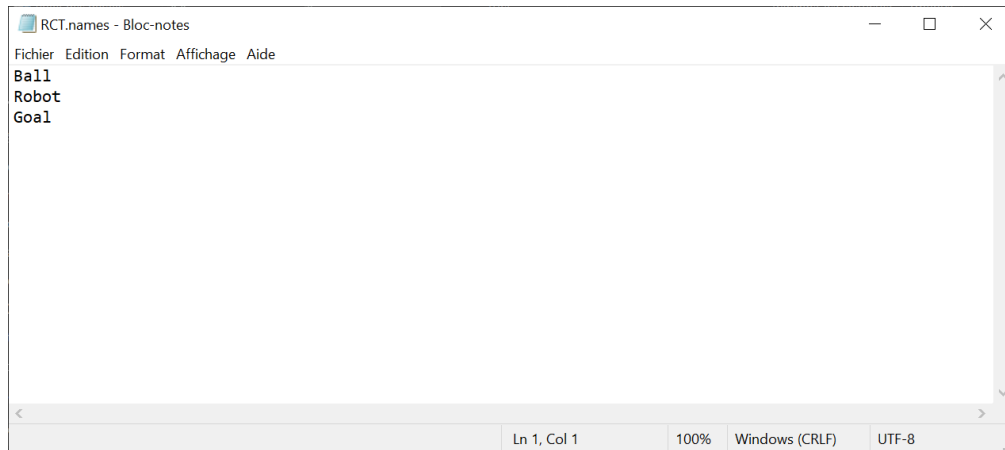 RCT.names - Bloc-notes
Fichier Edition Format Affichage Aide
Ball
Robot
Goal
Ln 1, Col 1 100% Windows (CRLF) UTF-8